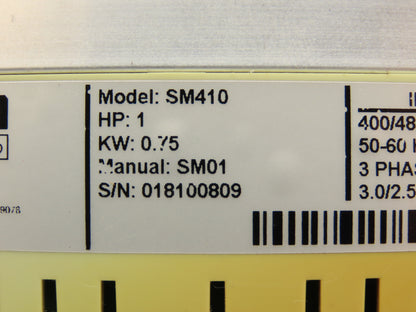 Model: SM410
HP: 1
KW: 0.75
Manual: SM01
S/N: 018100809
400/48
50-60
3 PHAS
3.0/2.5
9078